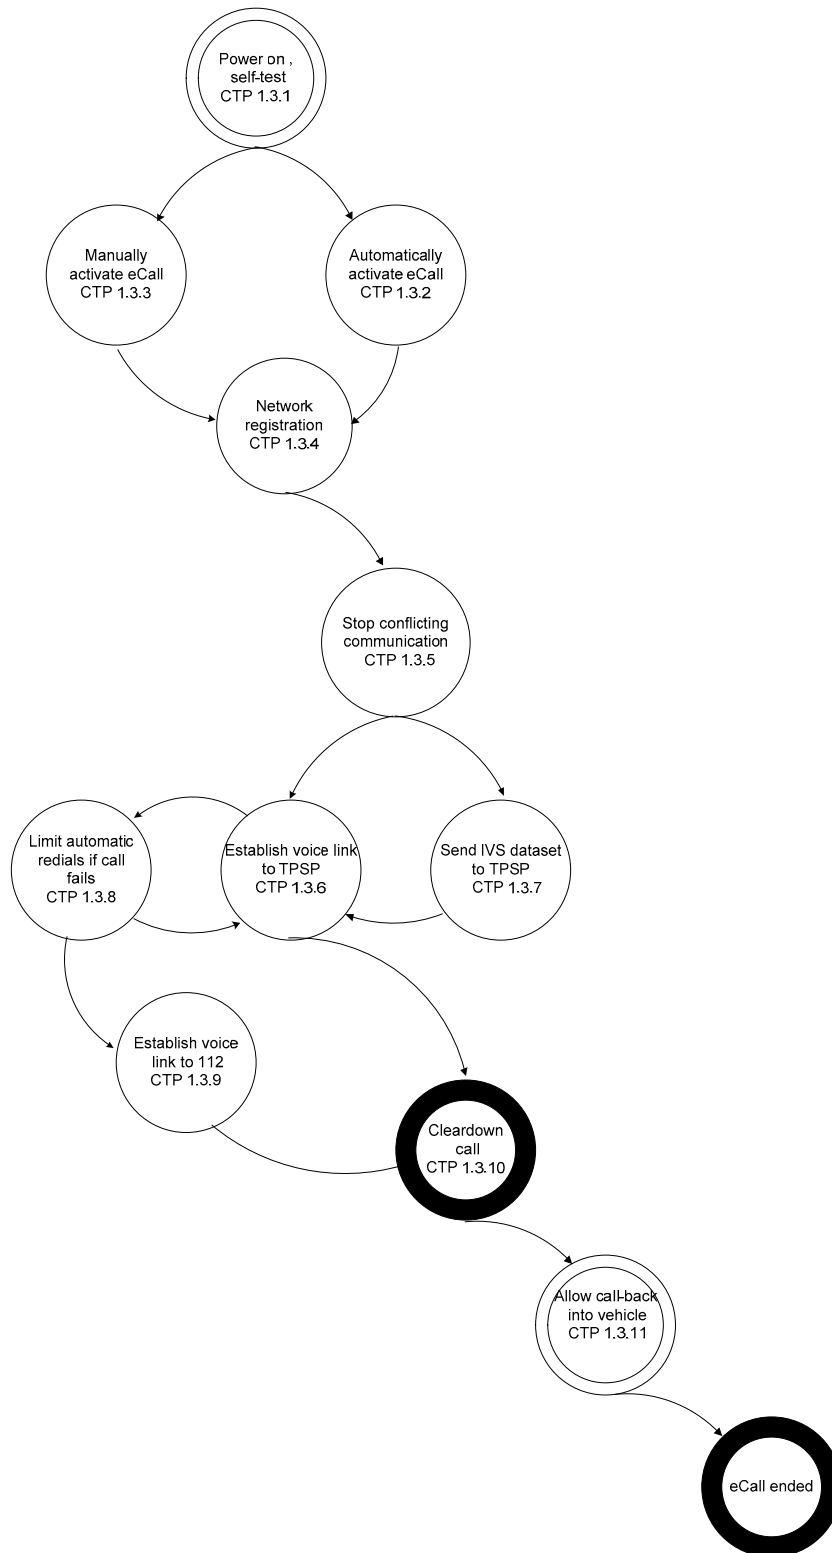 Power on ,
self-test
CTP 1.3.1
Manually
activate eCall
CTP 1.3.3
Automatically
activate eCall
CTP 1.3.2
Network
registration
CTP 1.3.4
Stop conflicting
communication
CTP 1.3.5
Limit automatic
redials if call
fails
CTP 1.3.8
Establish voice link
to TPSP
CTP 1.3.6
Send IVS dataset
to TPSP
CTP 1.3.7
Establish voice
link to 112
CTP 1.3.9
Cleardown
call
CTP 1.3.10
Allow call-back
into vehicle
CTP 1.3.11
eCall ended